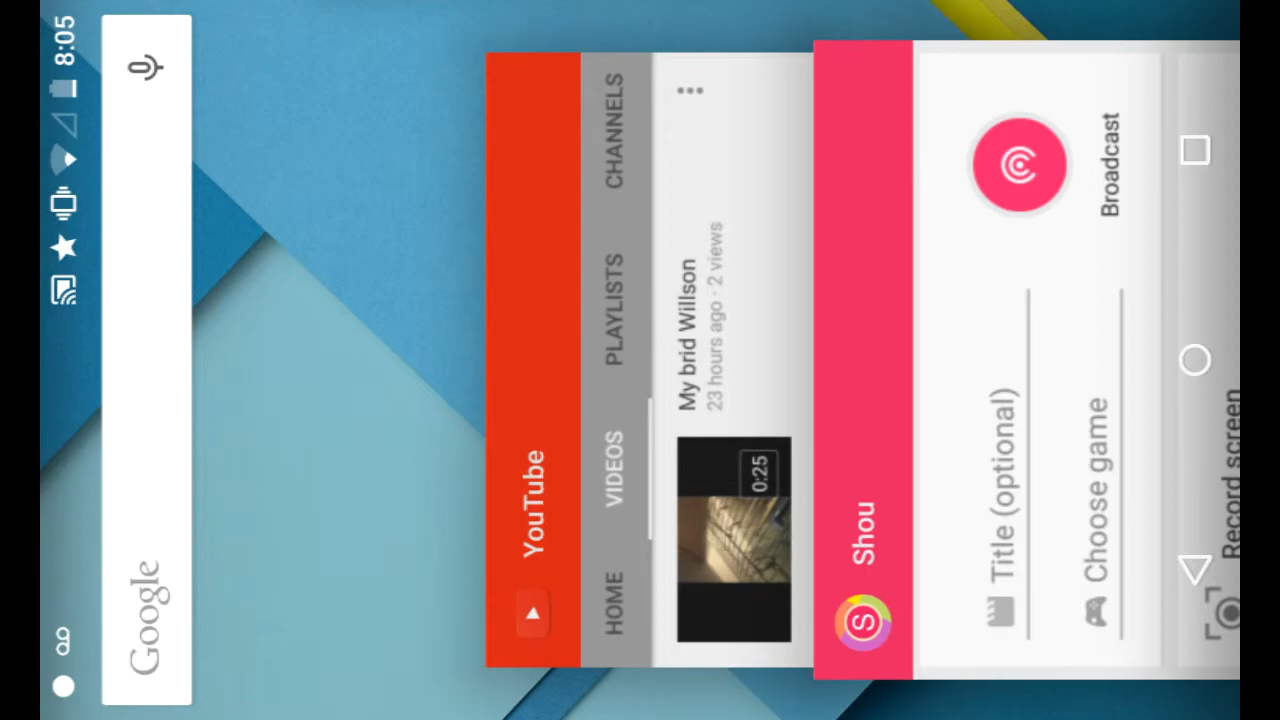 8:05
Google
YouTube
HOME VIDEOS PLAYLISTS CHANNELS
My brid Willson
23 hours ago · 2 views
0:25
S Shou
Title (optional)
Choose game
Broadcast
Record screen